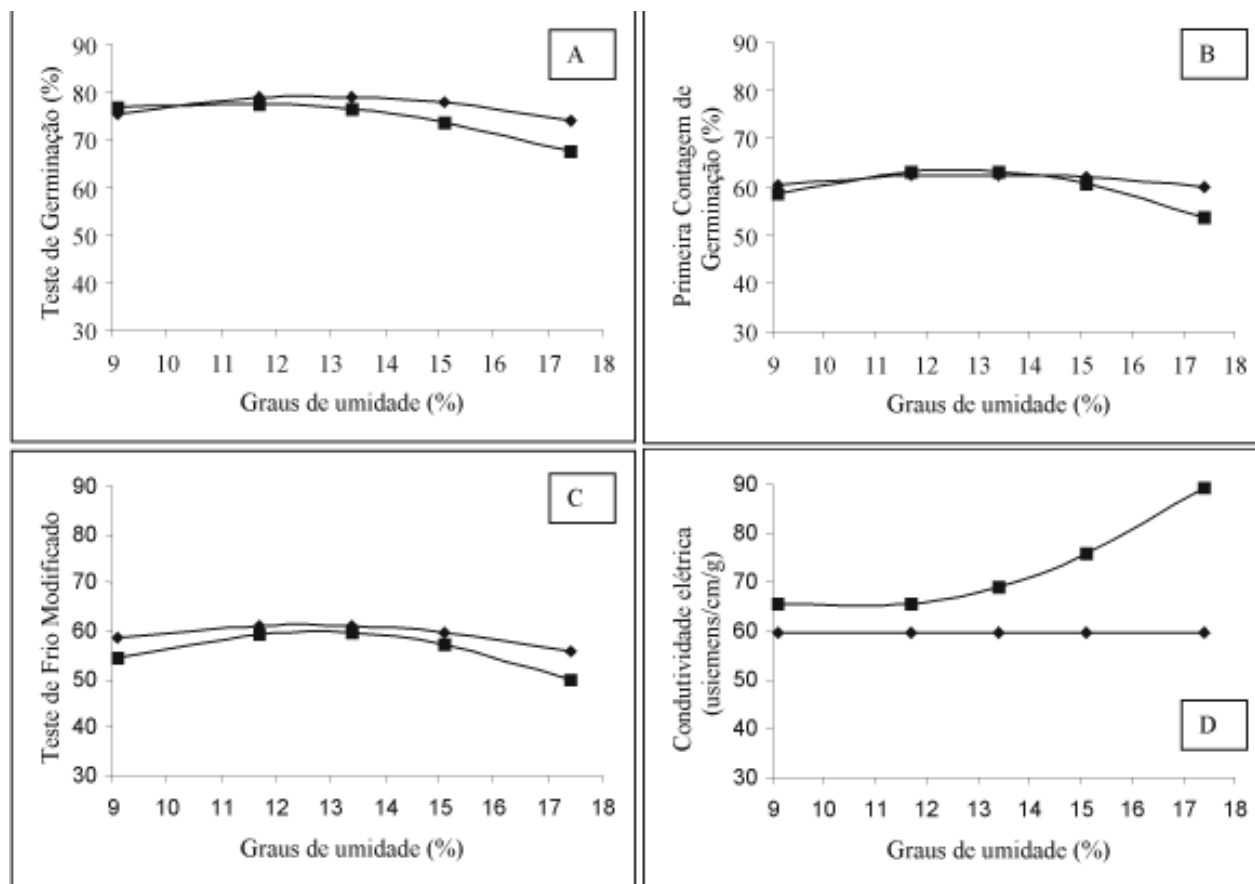 A
Teste de Germinação (%)
90
80
70
60
50
40
30
9 10 11 12 13 14 15 16 17 18
Graus de umidade (%)
B
Primeira Contagem de
Germinação (%)
90
80
70
60
50
40
30
9 10 11 12 13 14 15 16 17 18
Graus de umidade (%)
C
Teste de Frio Modificado
90
80
70
60
50
40
30
9 10 11 12 13 14 15 16 17 18
Graus de umidade (%)
D
Condutividade elétrica
(usiemens/cm/g)
90
80
70
60
50
40
30
9 10 11 12 13 14 15 16 17 18
Graus de umidade (%)